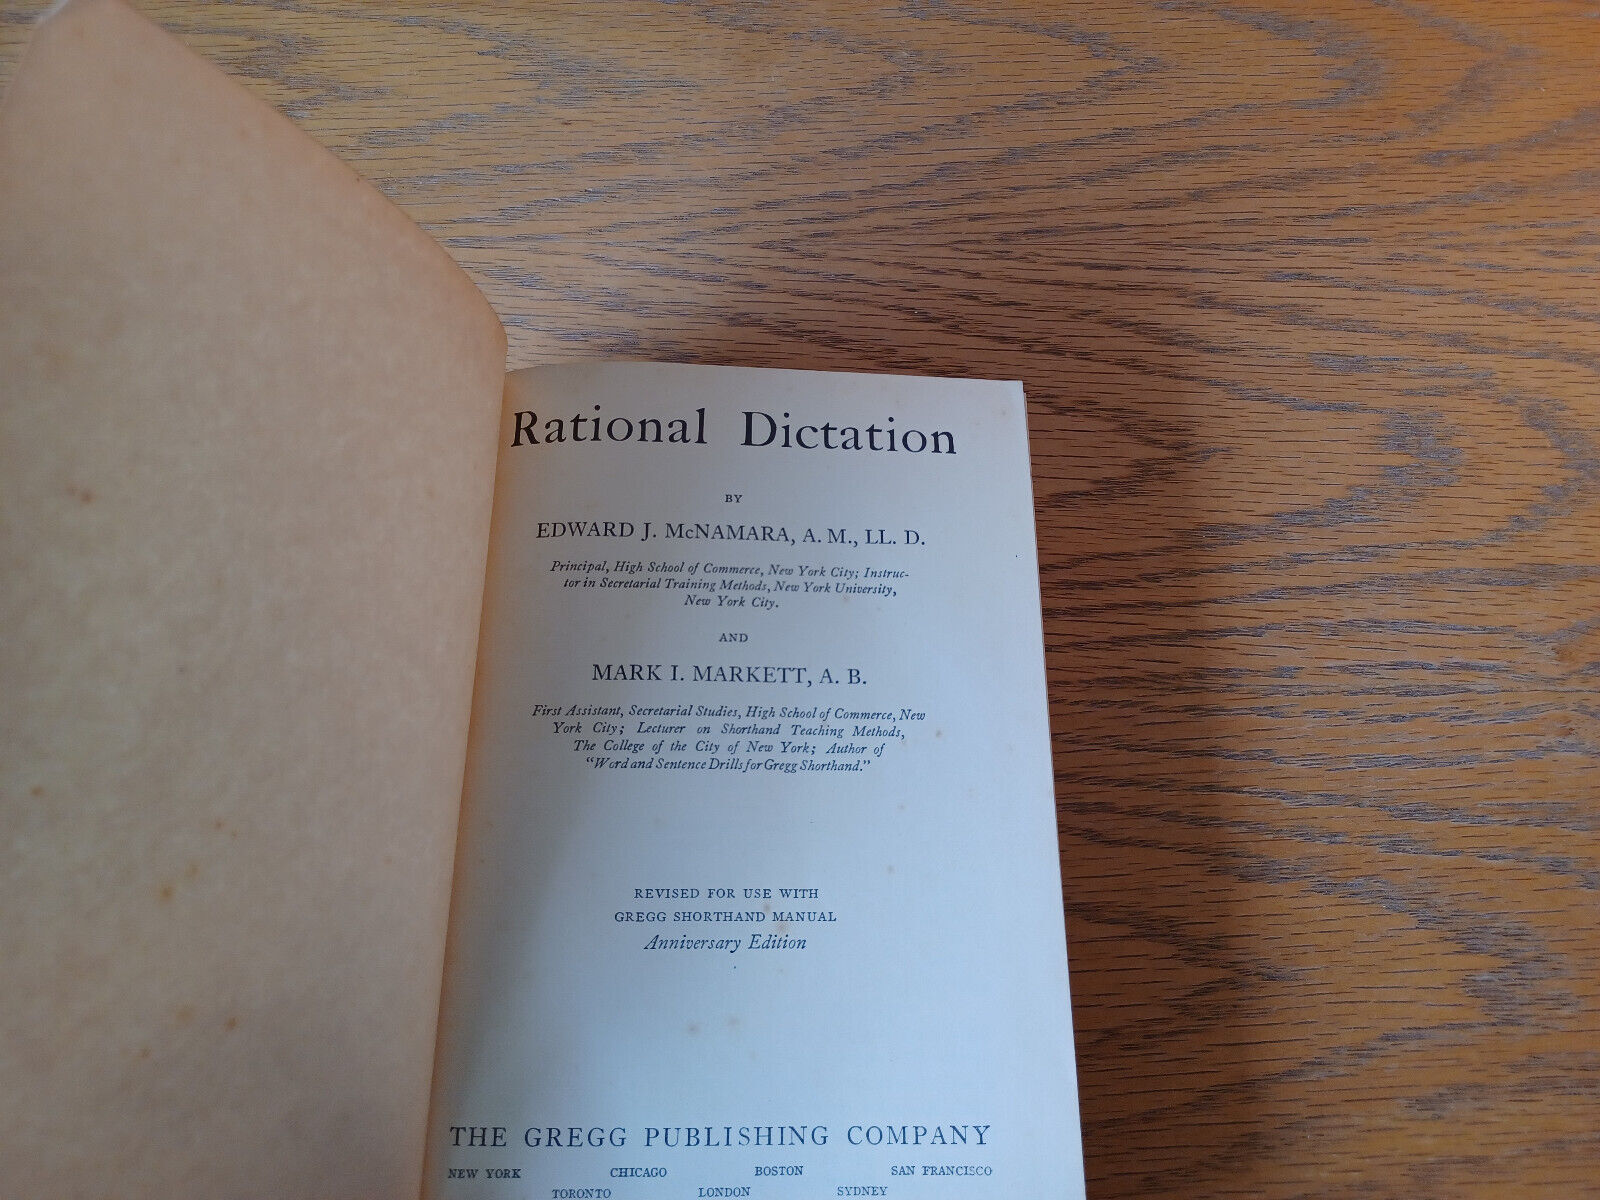 Rational Dictation
BY
EDWARD J. McNAMARA, A. M., LL. D.
Principal, High School of Commerce, New York City; Instruc-
tor in Secretarial Training Methods, New York University,
New York City.
AND
MARK I. MARKETT, A. B.
First Assistant, Secretarial Studies, High School of Commerce, New
York City; Lecturer on Shorthand Teaching Methods,
The College of the City of New York; Author of
“Word and Sentence Drills for Gregg Shorthand.”
REVISED FOR USE WITH
GREGG SHORTHAND MANUAL
Anniversary Edition
THE GREGG PUBLISHING COMPANY
NEW YORK CHICAGO BOSTON SAN FRANCISCO
TORONTO LONDON SYDNEY